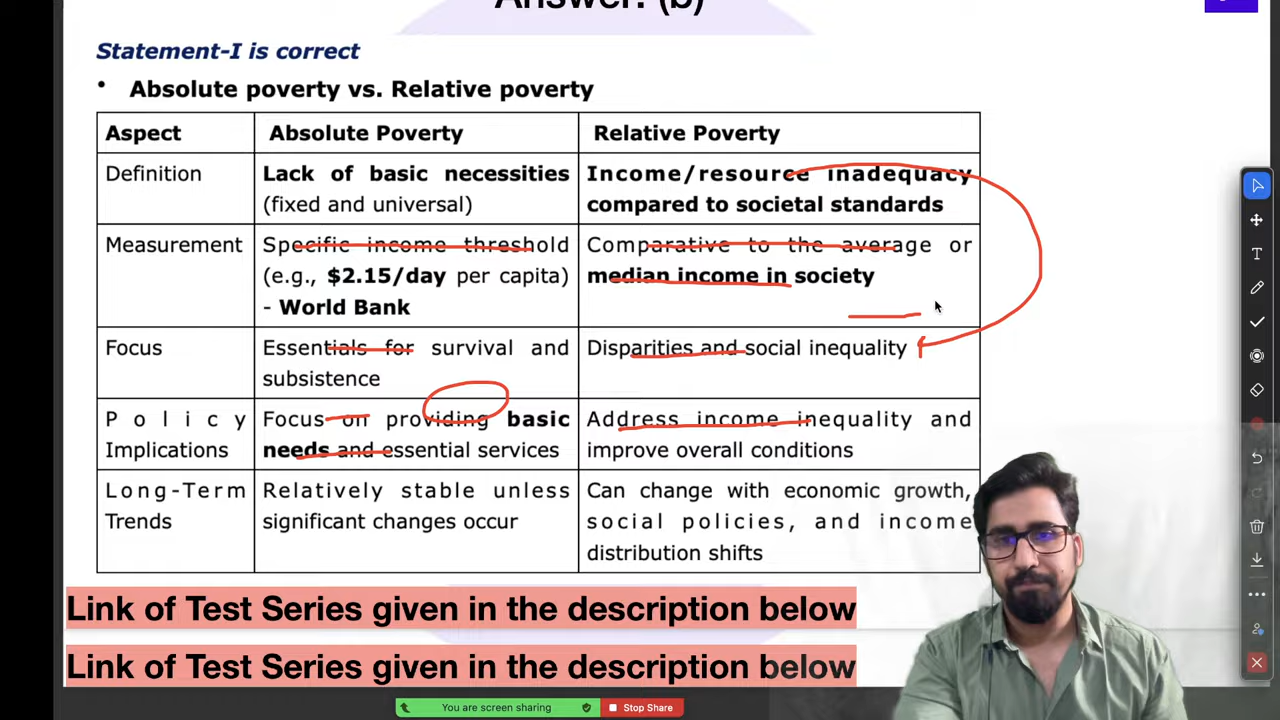 Answer: (b)
Statement-I is correct
• Absolute poverty vs. Relative poverty
Aspect Absolute Poverty Relative Poverty
Definition Lack of basic necessities (fixed and universal) Income/resource inadequacy compared to societal standards
Measurement Specific income threshold (e.g., $2.15/day per capita) - World Bank Comparative to the average or median income in society
Focus Essentials for survival and subsistence Disparities and social inequality
Policy Implications Focus on providing basic needs and essential services Address income inequality and improve overall conditions
Long-Term Trends Relatively stable unless significant changes occur Can change with economic growth, social policies, and income distribution shifts
Link of Test Series given in the description below
Link of Test Series given in the description below
You are screen sharing Stop Share